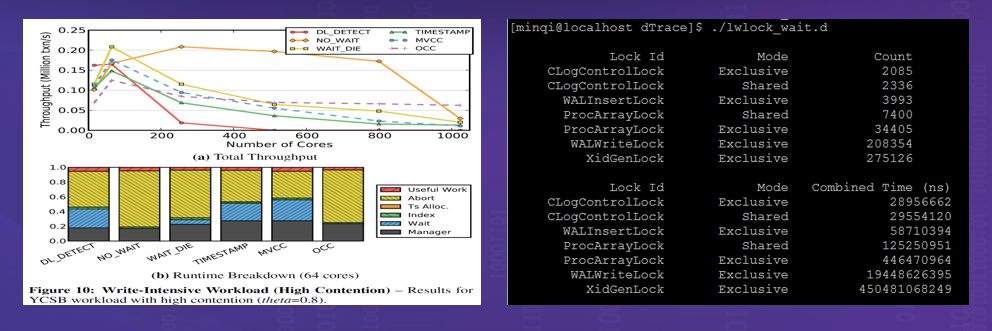 0.25
0.20
0.15
0.10
0.05
0.00
Throughput (Million txn/s)
DL_DETECT
NO_WAIT
WAIT_DIE
TIMESTAMP
MVCC
OCC
0 200 400 600 800 1000
Number of Cores
(a) Total Throughput
1.0
0.8
0.6
0.4
0.2
0.0
Useful Work
Abort
Ts Alloc.
Index
Wait
Manager
DL_DETECT NO_WAIT WAIT_DIE TIMESTAMP MVCC OCC
(b) Runtime Breakdown (64 cores)
Figure 10: Write-Intensive Workload (High Contention) – Results for
YCSB workload with high contention (theta=0.8).
[minqi@localhost dTrace]$ ./lwlock_wait.d
Lock Id Mode Count
CLogControlLock Exclusive 2085
CLogControlLock Shared 2336
WALInsertLock Exclusive 3993
ProcArrayLock Shared 7400
ProcArrayLock Exclusive 34405
WALWriteLock Exclusive 208354
XidGenLock Exclusive 275126
Lock Id Mode Combined Time (ns)
CLogControlLock Exclusive 28956662
CLogControlLock Shared 29554120
WALInsertLock Exclusive 58710394
ProcArrayLock Shared 125250951
ProcArrayLock Exclusive 446470964
WALWriteLock Exclusive 19448626395
XidGenLock Exclusive 450481068249